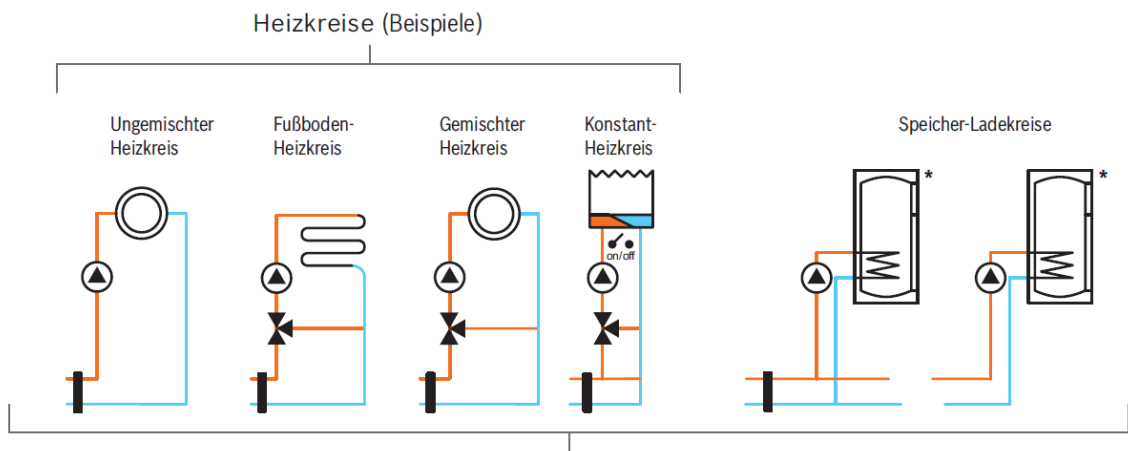 Heizkreise (Beispiele)
Ungemischter
Heizkreis
Fußboden-
Heizkreis
Gemischter
Heizkreis
Konstant-
Heizkreis
Speicher-Ladekreise
*
*
on/off